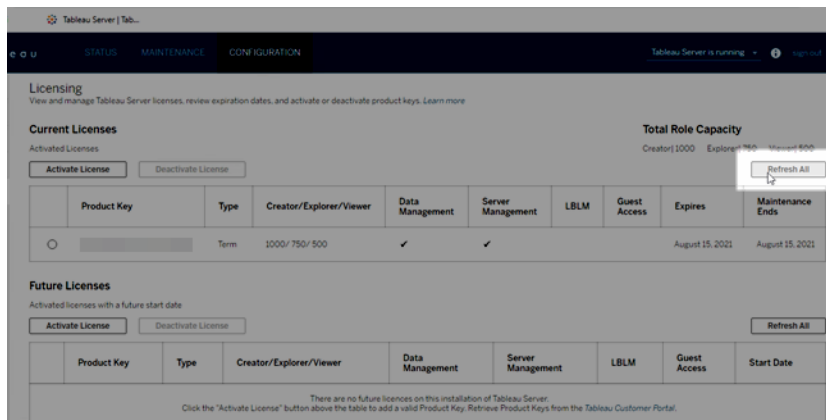 Tableau Server | Tab...
e a u STATUS MAINTENANCE CONFIGURATION Tableau Server is running sign out
Licensing
View and manage Tableau Server licenses, review expiration dates, and activate or deactivate product keys. Learn more
Current Licenses Total Role Capacity
Activated Licenses Creator| 1000 Explorer| 750 Viewer| 500
Activate License Deactivate License Refresh All
Product Key Type Creator/Explorer/Viewer Data Management Server Management LBLM Guest Access Expires Maintenance Ends
Term 1000/ 750/ 500 ✔ ✔ August 15, 2021 August 15, 2021
Future Licenses
Activated licenses with a future start date
Activate License Deactivate License Refresh All
Product Key Type Creator/Explorer/Viewer Data Management Server Management LBLM Guest Access Start Date
There are no future licences on this installation of Tableau Server.
Click the "Activate License" button above the table to add a valid Product Key. Retrieve Product Keys from the Tableau Customer Portal.